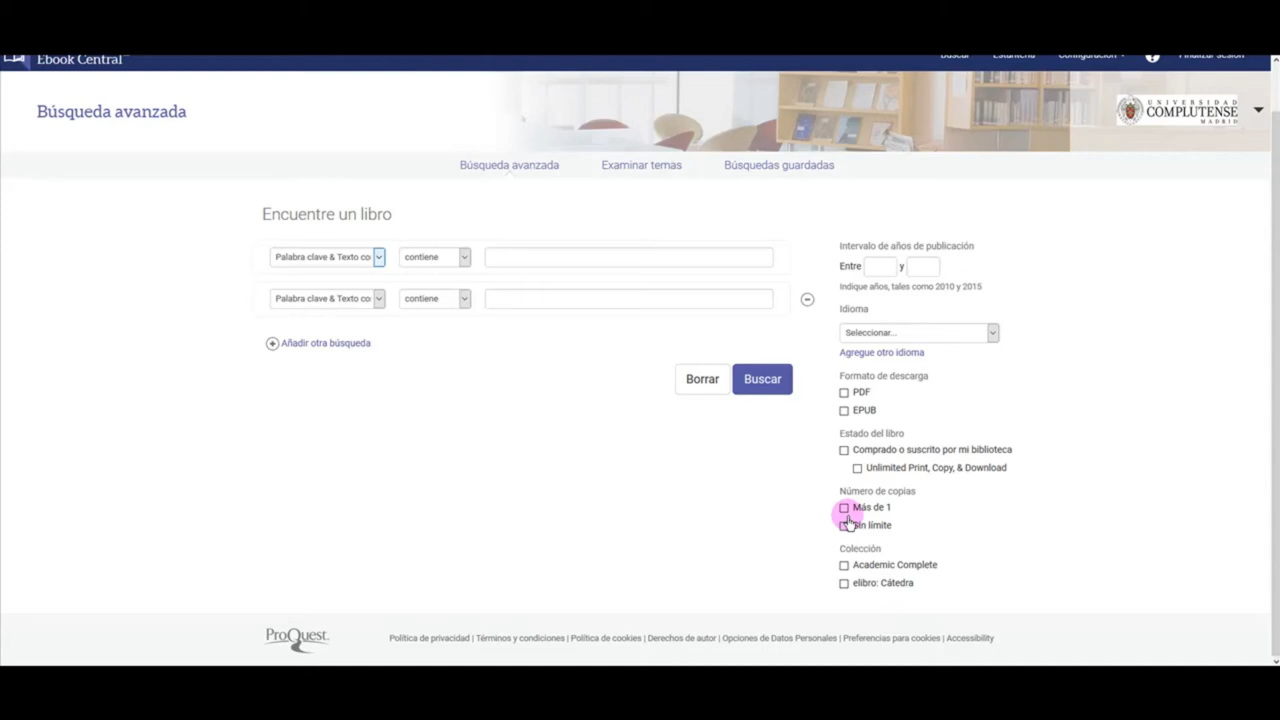 Ebook Central
Buscar
Estantería
Configuración
Finalizar sesión
Búsqueda avanzada
UNIVERSIDAD
COMPLUTENSE
MADRID
Búsqueda avanzada
Examinar temas
Búsquedas guardadas
Encuentre un libro
Palabra clave & Texto co
contiene
Palabra clave & Texto co
contiene
Añadir otra búsqueda
Borrar
Buscar
Intervalo de años de publicación
Entre y
Indique años, tales como 2010 y 2015
Idioma
Seleccionar...
Agregue otro idioma
Formato de descarga
PDF
EPUB
Estado del libro
Comprado o suscrito por mi biblioteca
Unlimited Print, Copy, & Download
Número de copias
Más de 1
Sin límite
Colección
Academic Complete
elibro: Cátedra
ProQuest
Política de privacidad | Términos y condiciones | Política de cookies | Derechos de autor | Opciones de Datos Personales | Preferencias para cookies | Accessibility